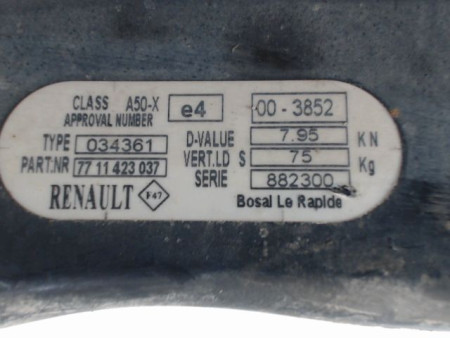 CLASS A50-X e4 00-3852
APPROVAL NUMBER
TYPE 034361 D-VALUE 7.95 KN
PART.NR 77 11 423 037 VERT.LD S 75 Kg
SERIE 882300
RENAULT F47 Bosal Le Rapide